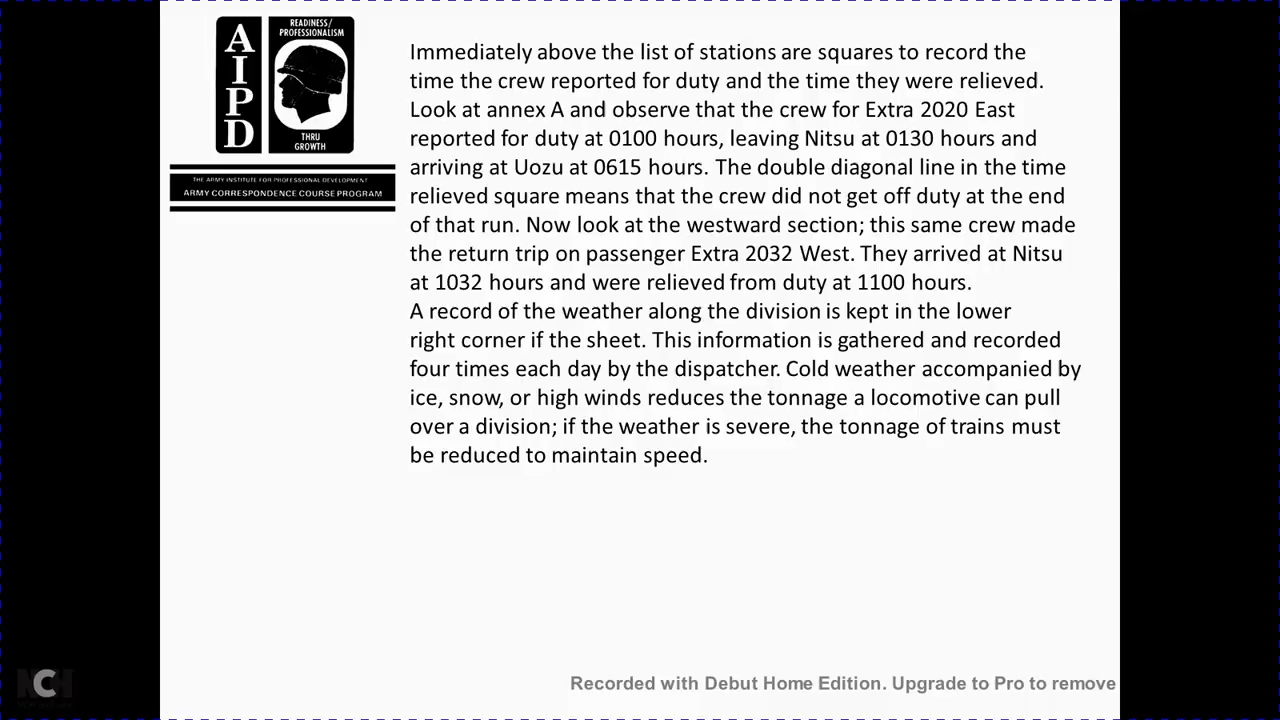 AIPD
READINESS/
PROFESSIONALISM
THRU
GROWTH
THE ARMY INSTITUTE FOR PROFESSIONAL DEVELOPMENT
ARMY CORRESPONDENCE COURSE PROGRAM
Immediately above the list of stations are squares to record the
time the crew reported for duty and the time they were relieved.
Look at annex A and observe that the crew for Extra 2020 East
reported for duty at 0100 hours, leaving Nitsu at 0130 hours and
arriving at Uozu at 0615 hours. The double diagonal line in the time
relieved square means that the crew did not get off duty at the end
of that run. Now look at the westward section; this same crew made
the return trip on passenger Extra 2032 West. They arrived at Nitsu
at 1032 hours and were relieved from duty at 1100 hours.
A record of the weather along the division is kept in the lower
right corner if the sheet. This information is gathered and recorded
four times each day by the dispatcher. Cold weather accompanied by
ice, snow, or high winds reduces the tonnage a locomotive can pull
over a division; if the weather is severe, the tonnage of trains must
be reduced to maintain speed.
NCH
Recorded with Debut Home Edition. Upgrade to Pro to remove